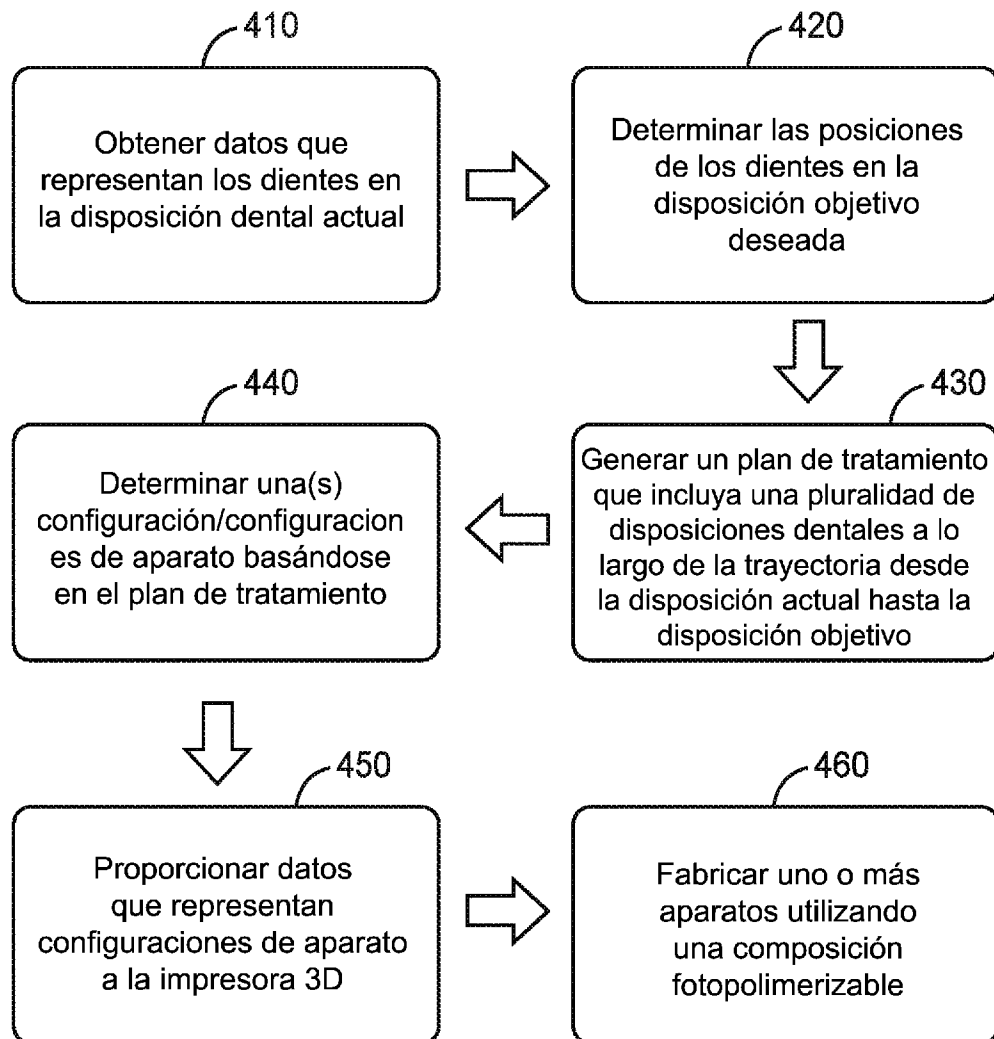 410
Obtener datos que
representan los dientes en
la disposición dental actual
420
Determinar las posiciones
de los dientes en la
disposición objetivo
deseada
430
Generar un plan de tratamiento
que incluya una pluralidad de
disposiciones dentales a lo
largo de la trayectoria desde
la disposición actual hasta la
disposición objetivo
440
Determinar una(s)
configuración/configuracion
es de aparato basándose
en el plan de tratamiento
450
Proporcionar datos
que representan
configuraciones de aparato
a la impresora 3D
460
Fabricar uno o más
aparatos utilizando
una composición
fotopolimerizable